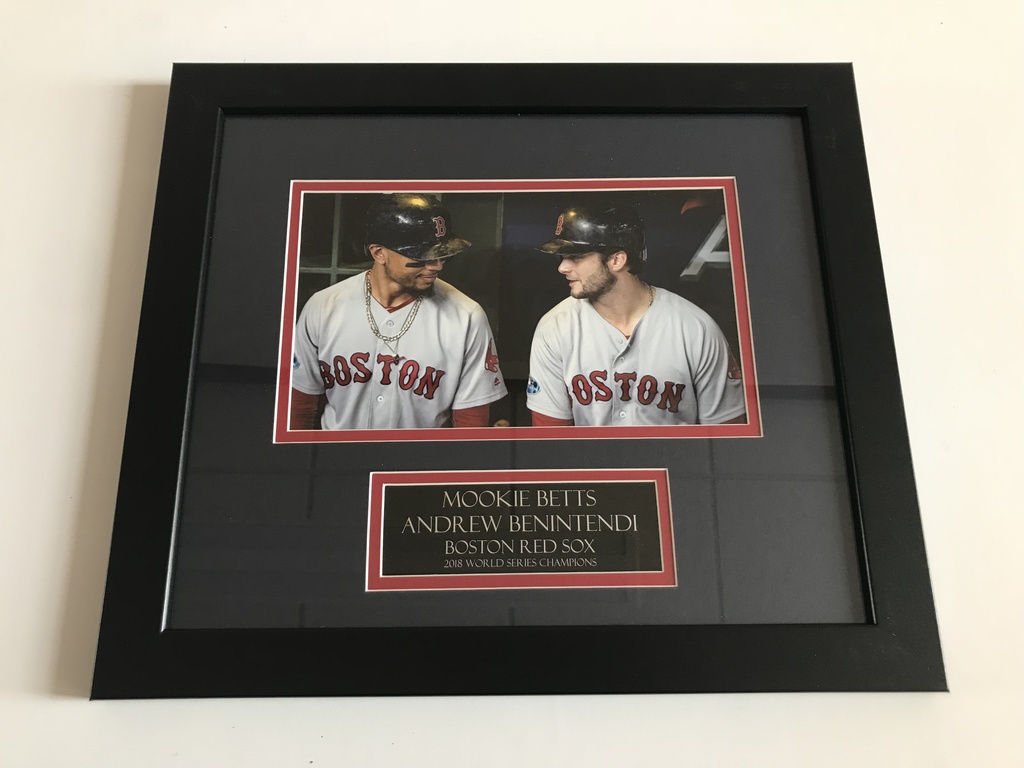 B
B
A
BOSTON
BOSTON
MOOKIE BETTS
ANDREW BENINTENDI
BOSTON RED SOX
2018 WORLD SERIES CHAMPIONS